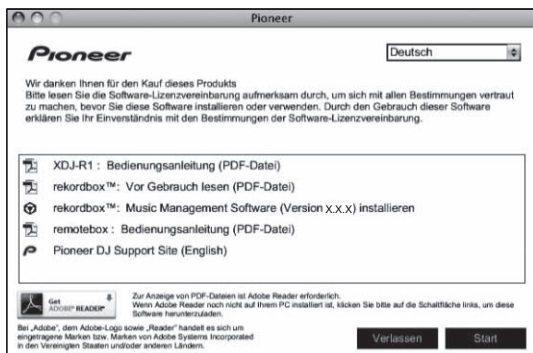 Pioneer
Pioneer
Deutsch
Wir danken Ihnen für den Kauf dieses Produkts
Bitte lesen Sie die Software-Lizenzvereinbarung aufmerksam durch, um sich mit allen Bestimmungen vertraut
zu machen, bevor Sie diese Software installieren oder verwenden. Durch den Gebrauch dieser Software
erklären Sie Ihr Einverständnis mit den Bestimmungen der Software-Lizenzvereinbarung.
XDJ-R1 : Bedienungsanleitung (PDF-Datei)
rekordbox™: Vor Gebrauch lesen (PDF-Datei)
rekordbox™: Music Management Software (Version X.X.X) installieren
remotebox : Bedienungsanleitung (PDF-Datei)
Pioneer DJ Support Site (English)
Get
ADOBE® READER®
Zur Anzeige von PDF-Dateien ist Adobe Reader erforderlich.
Wenn Adobe Reader noch nicht auf Ihrem PC installiert ist, klicken Sie bitte auf die Schaltfläche links, um diese
Software herunterzuladen.
Bei „Adobe", dem Adobe-Logo sowie „Reader" handelt es sich um
eingetragene Marken bzw. Marken von Adobe Systems Incorporated
in den Vereinigten Staaten und/oder anderen Ländern.
Verlassen
Start